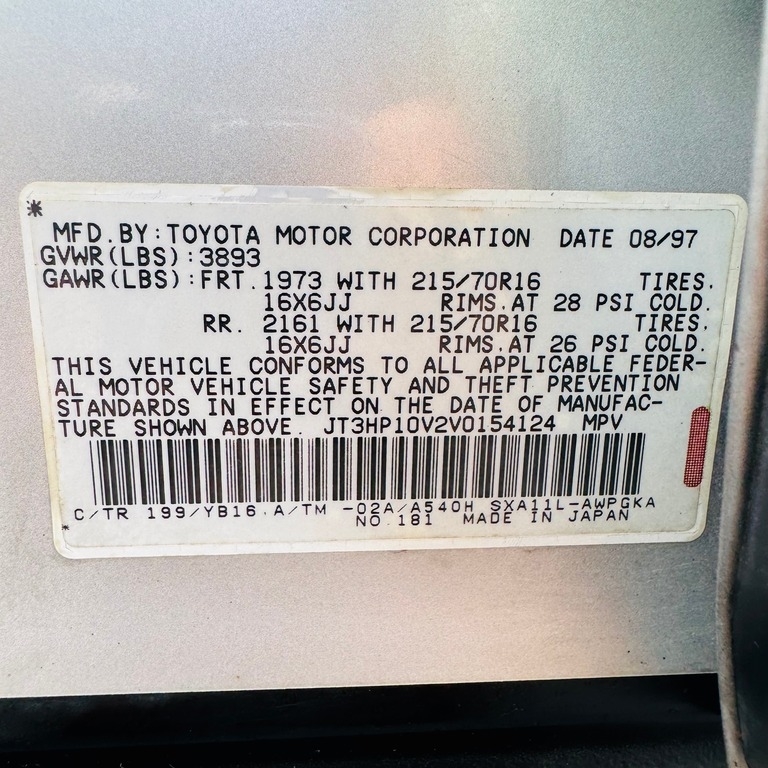 *
MFD.BY:TOYOTA MOTOR CORPORATION DATE 08/97
GVWR(LBS):3893
GAWR(LBS):FRT.1973 WITH 215/70R16 TIRES.
16X6JJ RIMS.AT 28 PSI COLD.
RR. 2161 WITH 215/70R16 TIRES.
16X6JJ RIMS.AT 26 PSI COLD.
THIS VEHICLE CONFORMS TO ALL APPLICABLE FEDER-
AL MOTOR VEHICLE SAFETY AND THEFT PREVENTION
STANDARDS IN EFFECT ON THE DATE OF MANUFAC-
TURE SHOWN ABOVE. JT3HP10V2V0154124 MPV
C/TR 199/YB16 A/TM -02A/A540H SXA11L-AWPGKA
* NO.181 MADE IN JAPAN